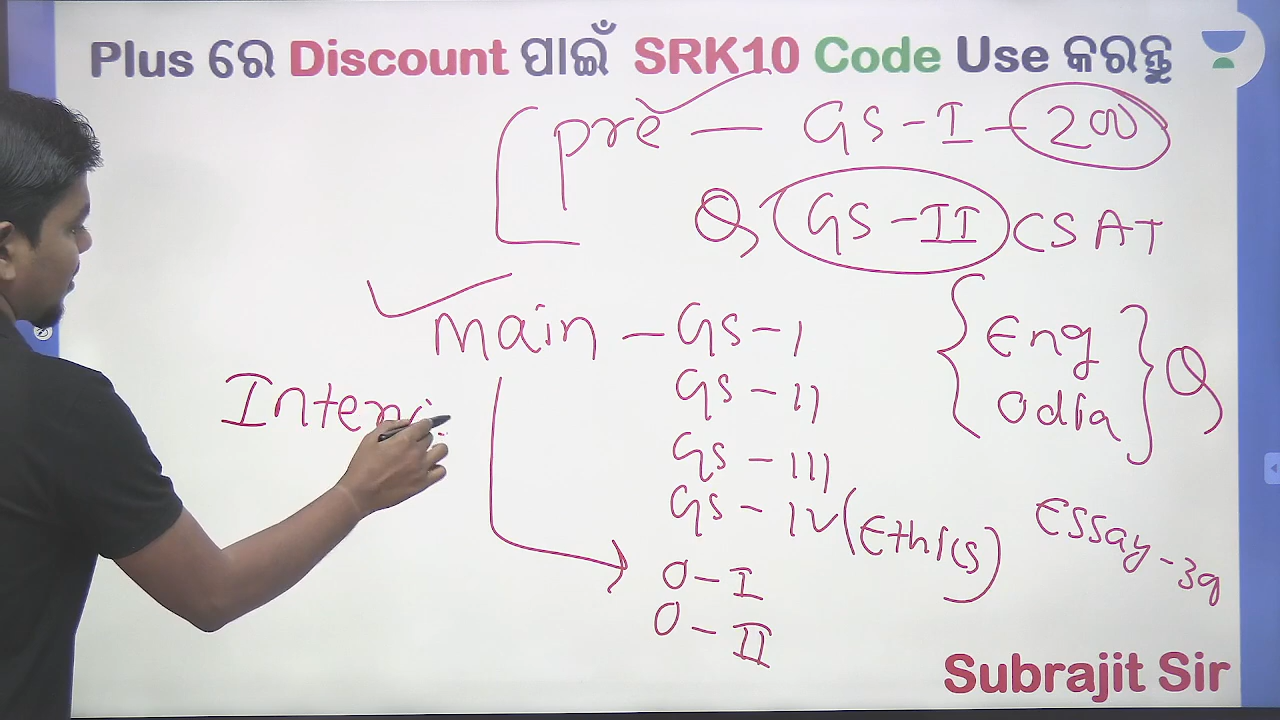 Plus ରେ Discount ପାଇଁ SRK10 Code Use କରନ୍ତୁ
Pre — GS-I — 200
Q GS-II CSAT
Main — GS-I
GS-II
GS-III
GS-IV (Ethics)
O-I
O-II
Eng
Odia
Q
Essay-3q
Subrajit Sir